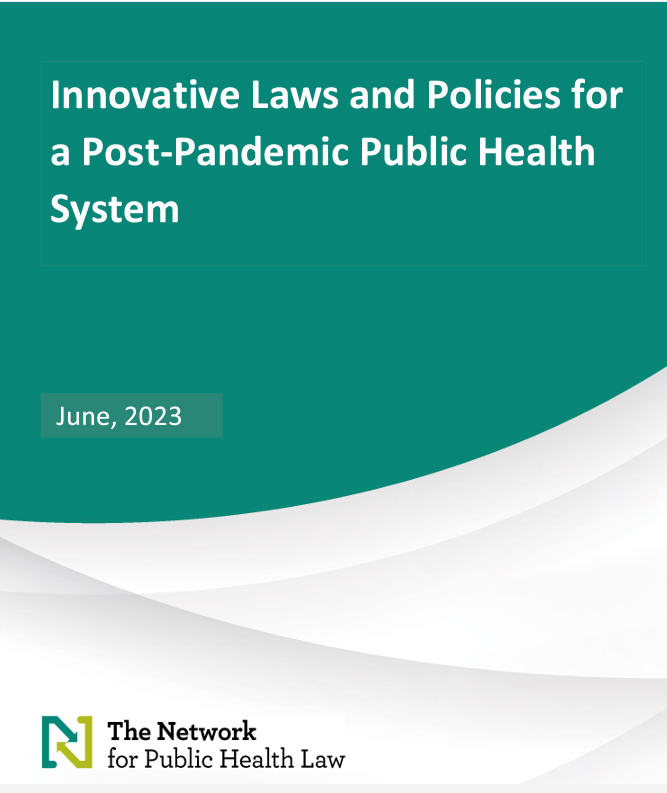 Innovative Laws and Policies for
a Post-Pandemic Public Health
System
June, 2023
The Network
for Public Health Law